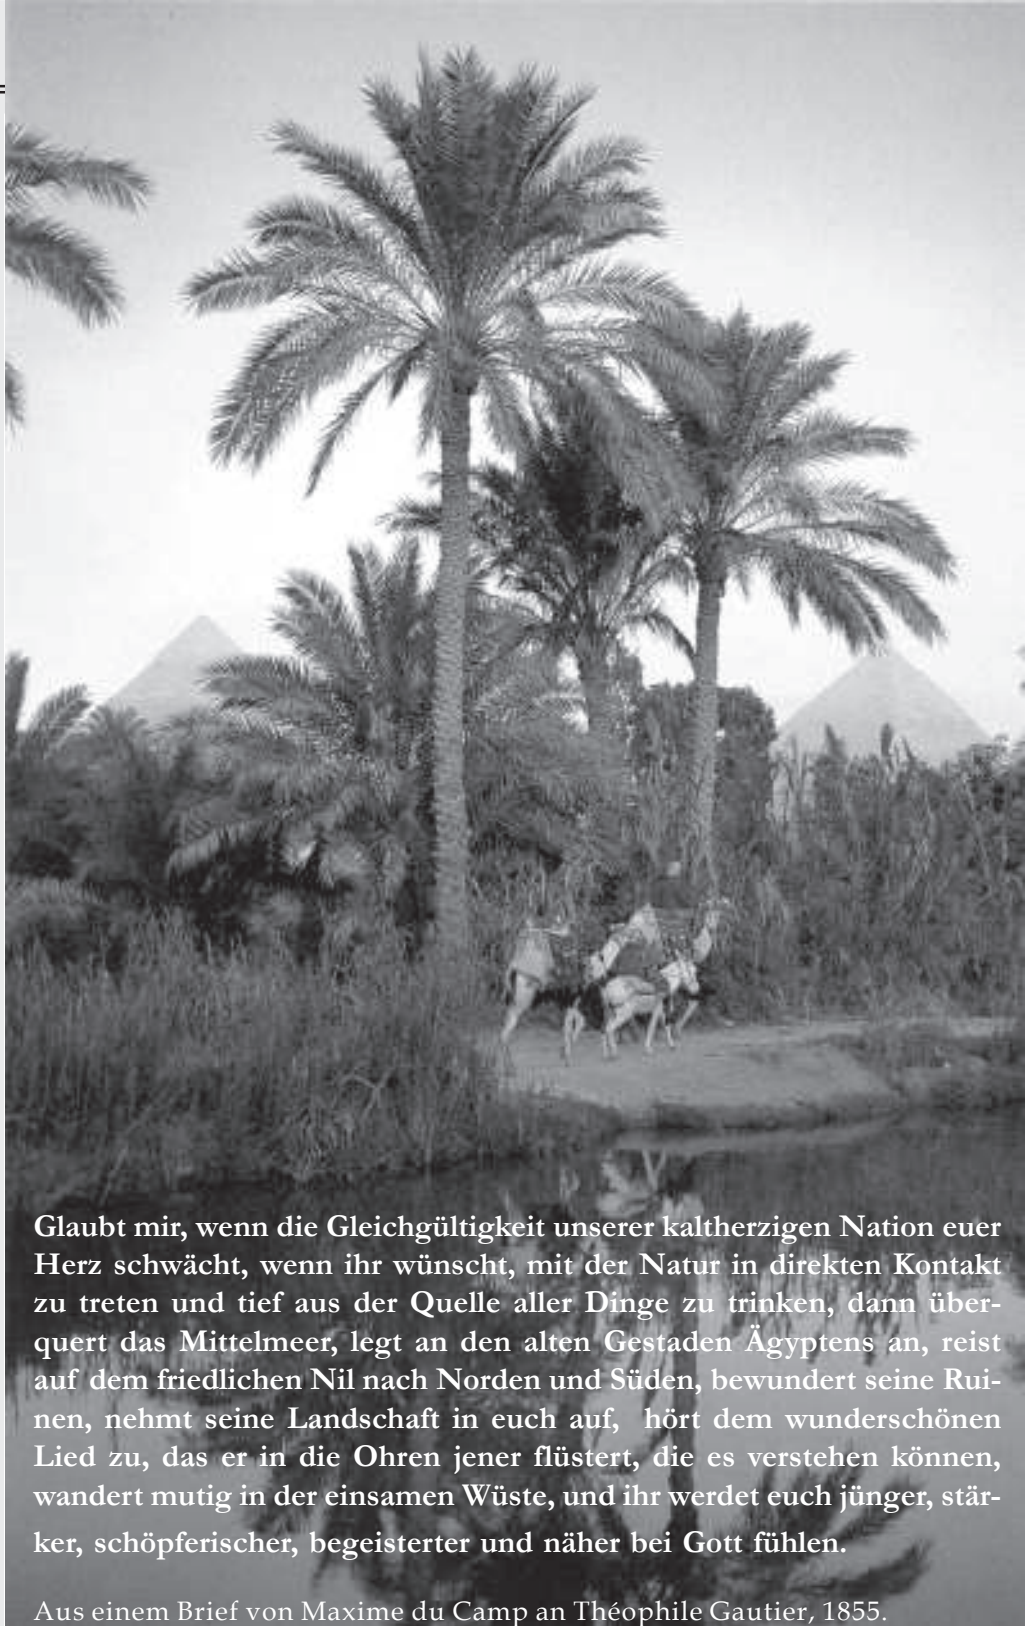 Glaubt mir, wenn die Gleichgültigkeit unserer kaltherzigen Nation euer
Herz schwächt, wenn ihr wünscht, mit der Natur in direkten Kontakt
zu treten und tief aus der Quelle aller Dinge zu trinken, dann über-
quert das Mittelmeer, legt an den alten Gestaden Ägyptens an, reist
auf dem friedlichen Nil nach Norden und Süden, bewundert seine Rui-
nen, nehmt seine Landschaft in euch auf, hört dem wunderschönen
Lied zu, das er in die Ohren jener flüstert, die es verstehen können,
wandert mutig in der einsamen Wüste, und ihr werdet euch jünger, stär-
ker, schöpferischer, begeisterter und näher bei Gott fühlen.
Aus einem Brief von Maxime du Camp an Théophile Gautier, 1855.